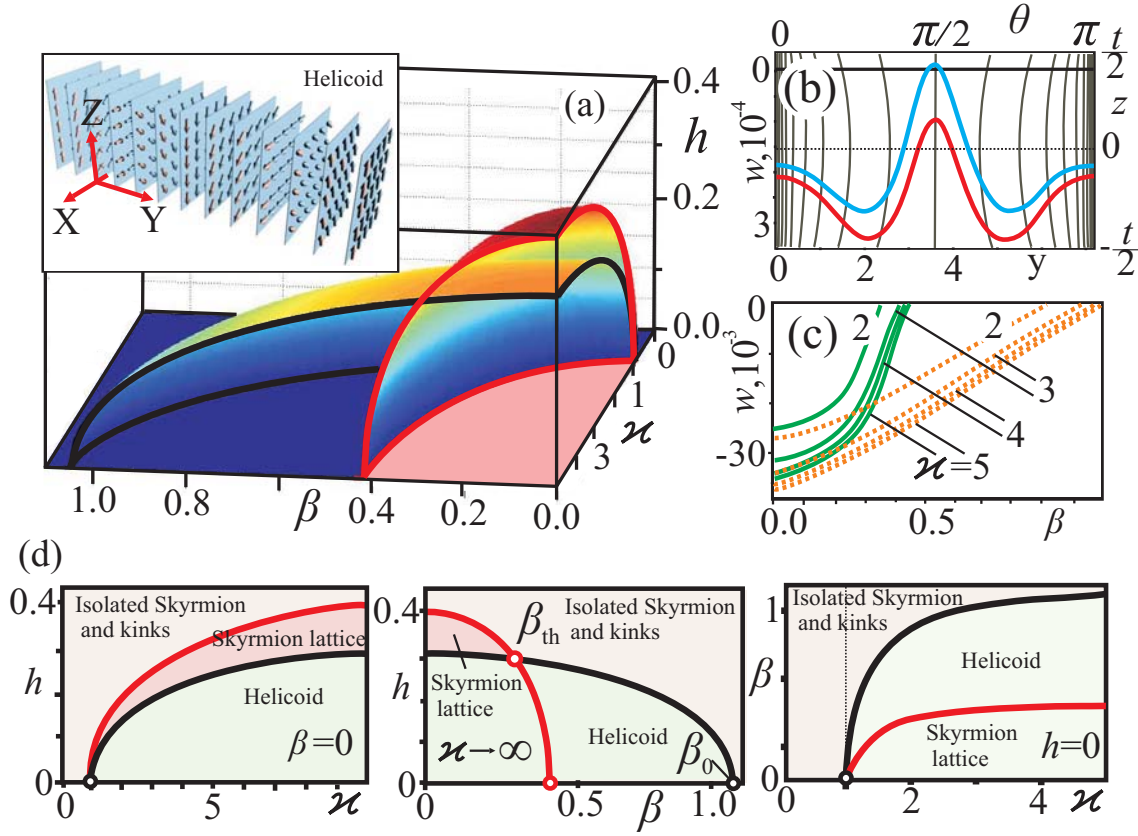 Helicoid
Z
X
Y
(a)
0.4
h
0.2
0.0
0
1
ϰ
3
1.0
0.8
β
0.4
0.2
0.0
0
π/2
θ
π
t/2
(b)
0
z
0
w,10⁻⁴
3
-t/2
0
2
4
y
0
(c)
2
2
w,10⁻³
3
4
-30
ϰ=5
0.0
0.5
β
(d)
0.4
Isolated Skyrmion
and kinks
Skyrmion lattice
h
Helicoid
β=0
0
0
5
ϰ
0.4
Isolated Skyrmion
and kinks
β_th
h
Skyrmion
lattice
ϰ→∞
Helicoid
β₀
0
0
0.5
β
1.0
1
Isolated Skyrmion
and kinks
β
Helicoid
Skyrmion
lattice
h=0
0
0
2
4
ϰ